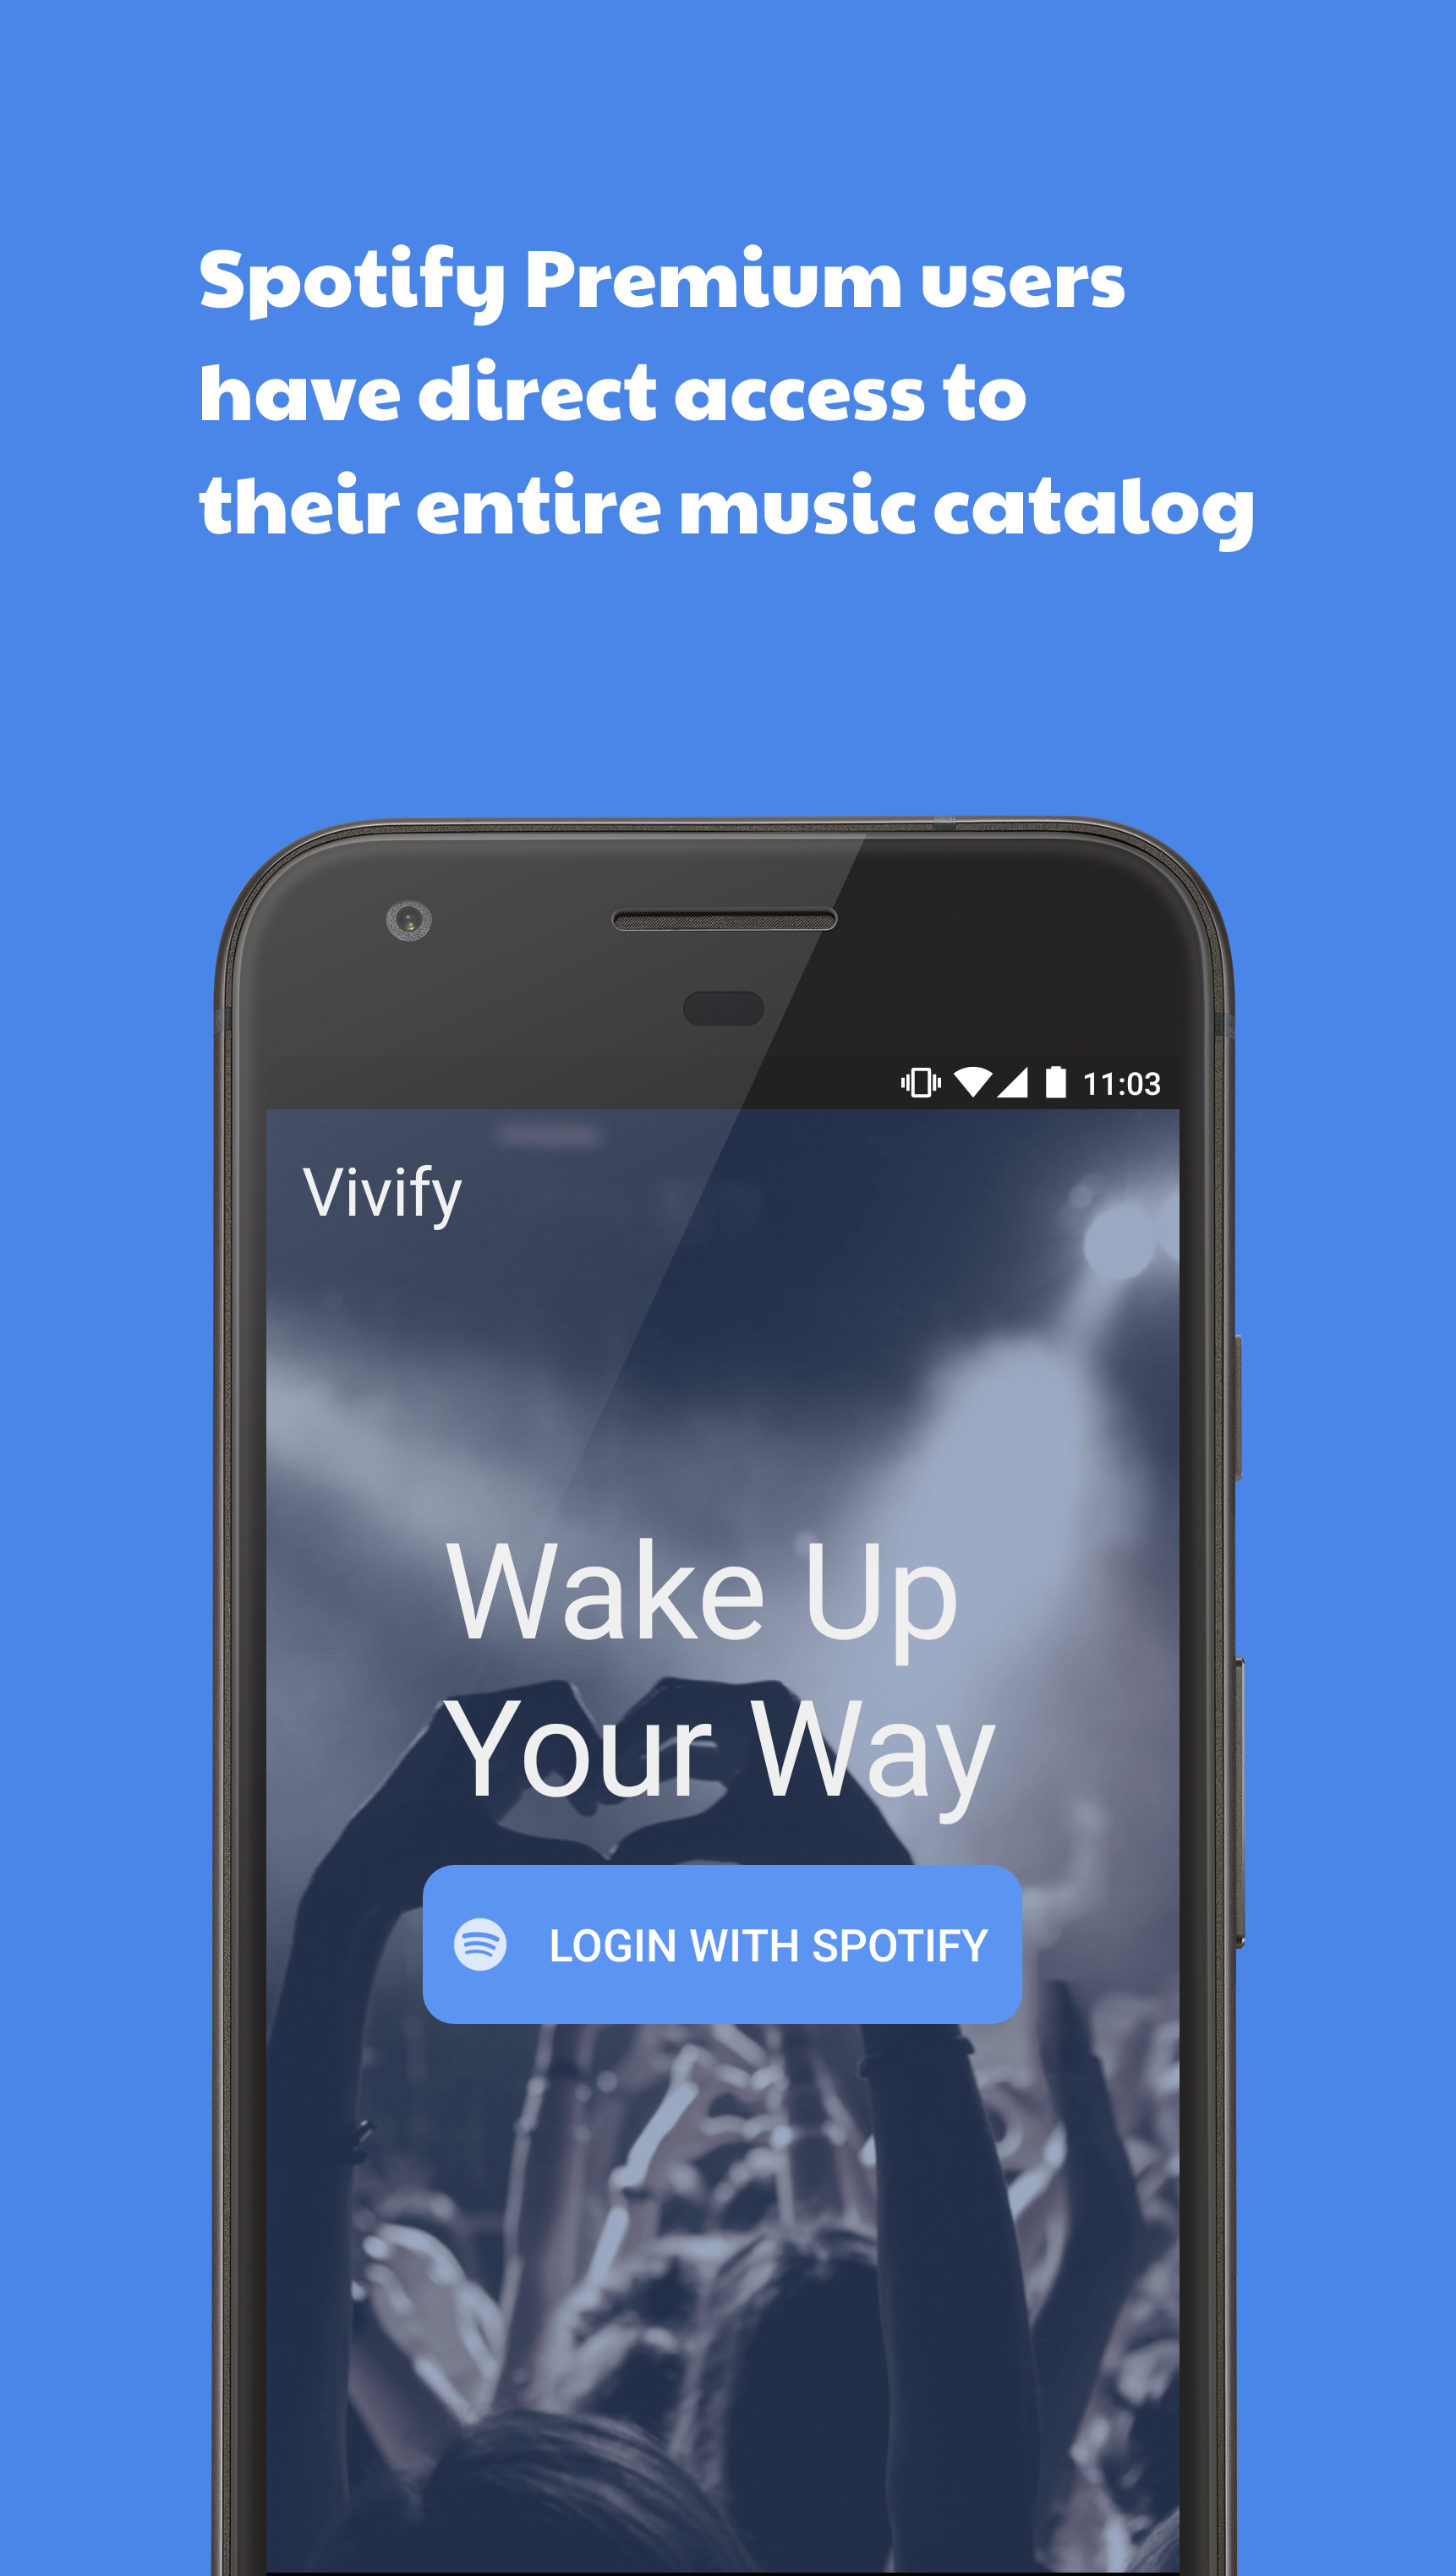 Spotify Premium users
have direct access to
their entire music catalog
11:03
Vivify
Wake Up
Your Way
LOGIN WITH SPOTIFY